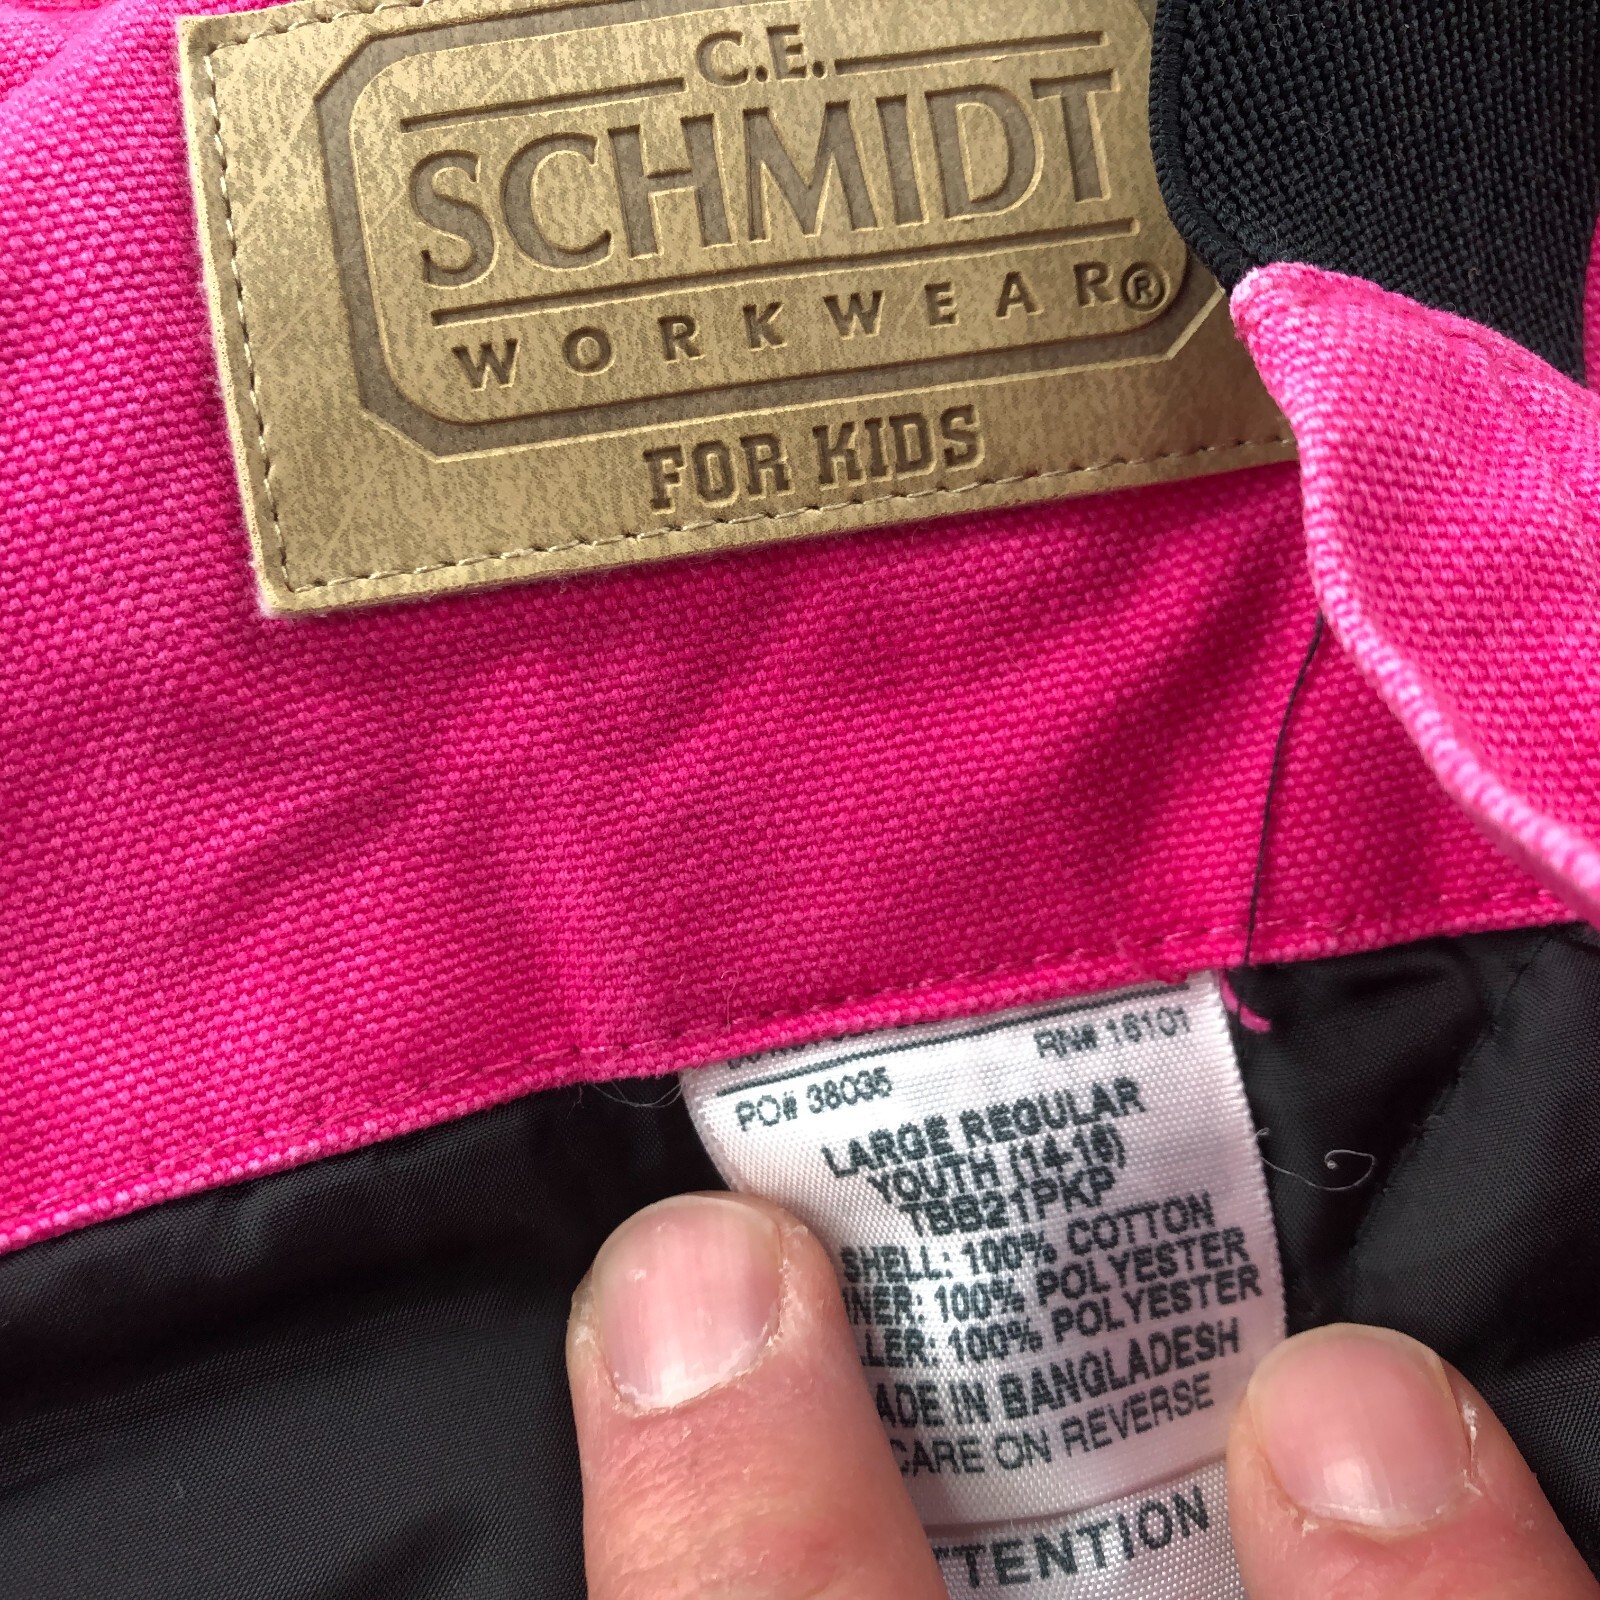 C.E.
SCHMIDT
WORKWEAR®
FOR KIDS
RN# 16101
PO# 38035
LARGE REGULAR
YOUTH (14-16)
TBB21PKP
SHELL: 100% COTTON
NER: 100% POLYESTER
LER: 100% POLYESTER
ADE IN BANGLADESH
CARE ON REVERSE
TTENTION